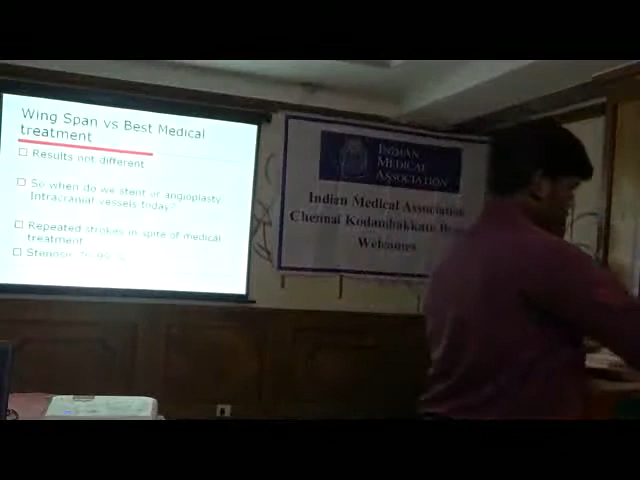 Wing Span vs Best Medical
treatment
Results not different
So when do we stent or angioplasty
Intracranial vessels today?
Repeated strokes in spite of medical
treatment
Stenosis
INDIAN
MEDICAL
ASSOCIATION
Indian Medical Association
Chennai Kodambakkam
Welcomes